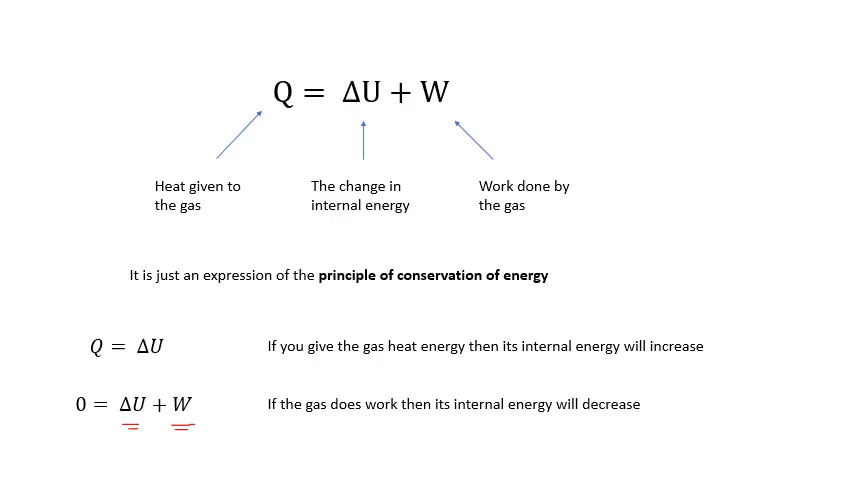 Q = ΔU + W
Heat given to
the gas
The change in
internal energy
Work done by
the gas
It is just an expression of the principle of conservation of energy
Q = ΔU
If you give the gas heat energy then its internal energy will increase
0 = ΔU + W
If the gas does work then its internal energy will decrease